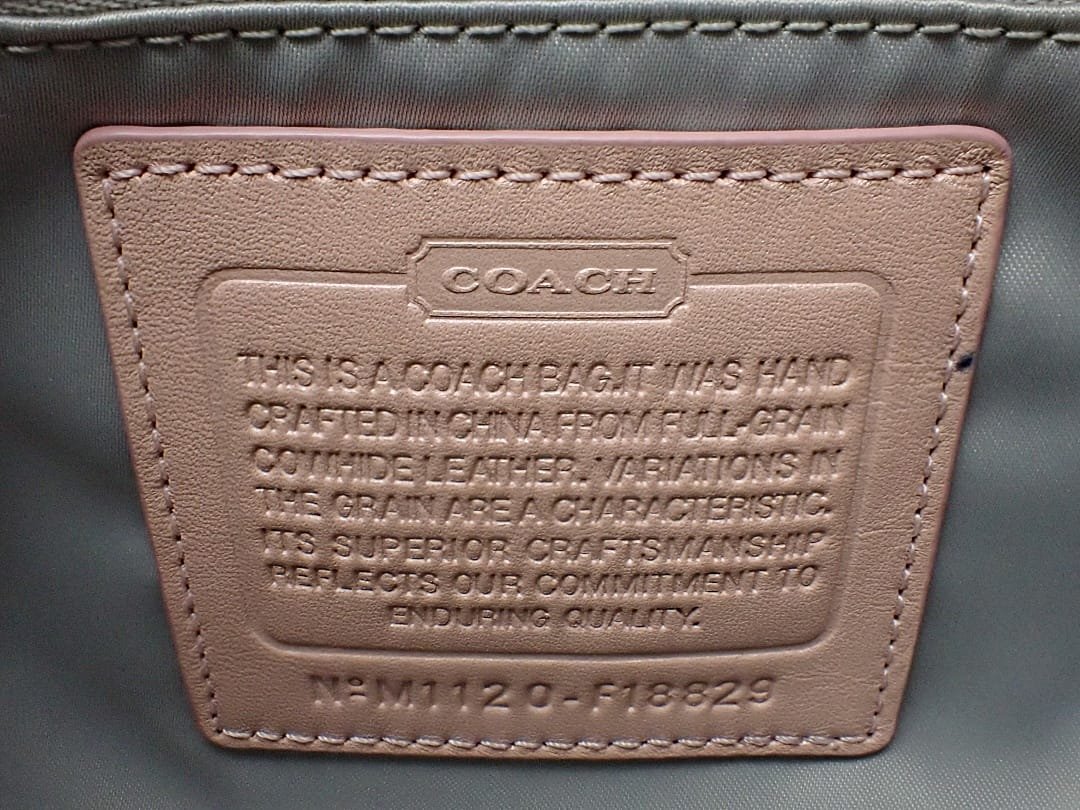 COACH
THIS IS A COACH BAG. IT WAS HAND
CRAFTED IN CHINA FROM FULL-GRAIN
COWHIDE LEATHER. VARIATIONS IN
THE GRAIN ARE A CHARACTERISTIC.
ITS SUPERIOR CRAFTSMANSHIP
REFLECTS OUR COMMITMENT TO
ENDURING QUALITY.
Nº M1120-F18829